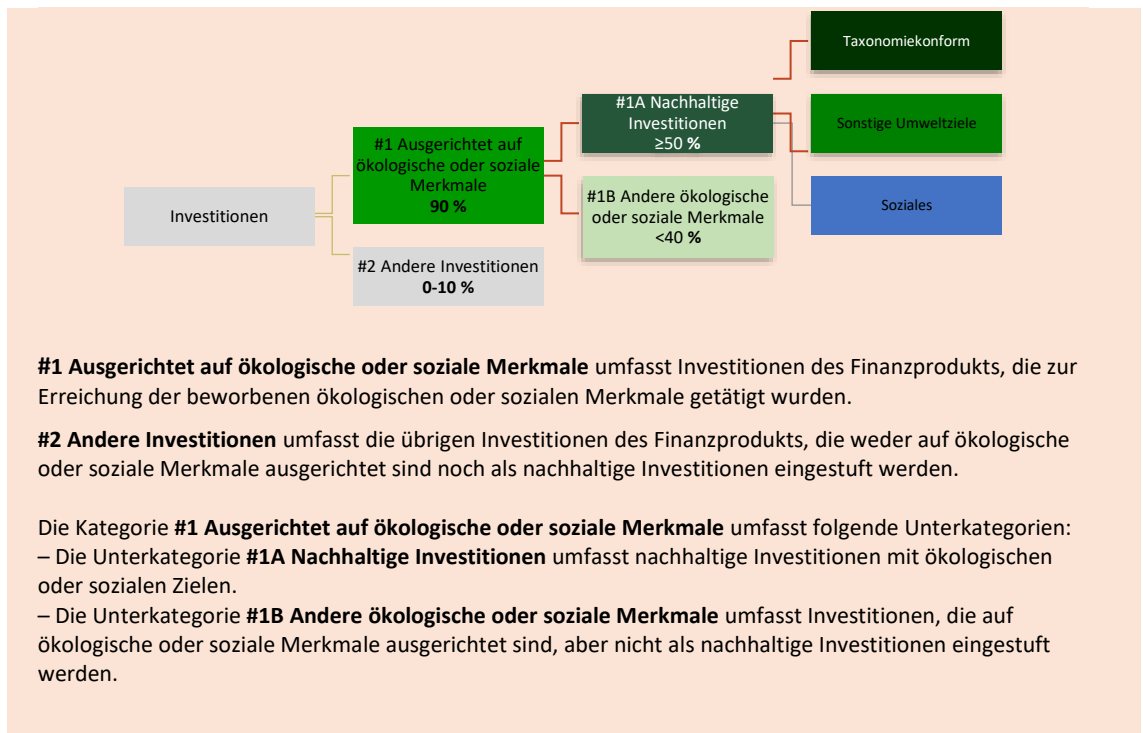 Taxonomiekonform
#1A Nachhaltige
Investitionen
≥50 %
Sonstige Umweltziele
#1 Ausgerichtet auf
ökologische oder soziale
Merkmale
90 %
#1B Andere ökologische
oder soziale Merkmale
<40 %
Soziales
Investitionen
#2 Andere Investitionen
0-10 %
#1 Ausgerichtet auf ökologische oder soziale Merkmale umfasst Investitionen des Finanzprodukts, die zur
Erreichung der beworbenen ökologischen oder sozialen Merkmale getätigt wurden.
#2 Andere Investitionen umfasst die übrigen Investitionen des Finanzprodukts, die weder auf ökologische
oder soziale Merkmale ausgerichtet sind noch als nachhaltige Investitionen eingestuft werden.
Die Kategorie #1 Ausgerichtet auf ökologische oder soziale Merkmale umfasst folgende Unterkategorien:
– Die Unterkategorie #1A Nachhaltige Investitionen umfasst nachhaltige Investitionen mit ökologischen
oder sozialen Zielen.
– Die Unterkategorie #1B Andere ökologische oder soziale Merkmale umfasst Investitionen, die auf
ökologische oder soziale Merkmale ausgerichtet sind, aber nicht als nachhaltige Investitionen eingestuft
werden.